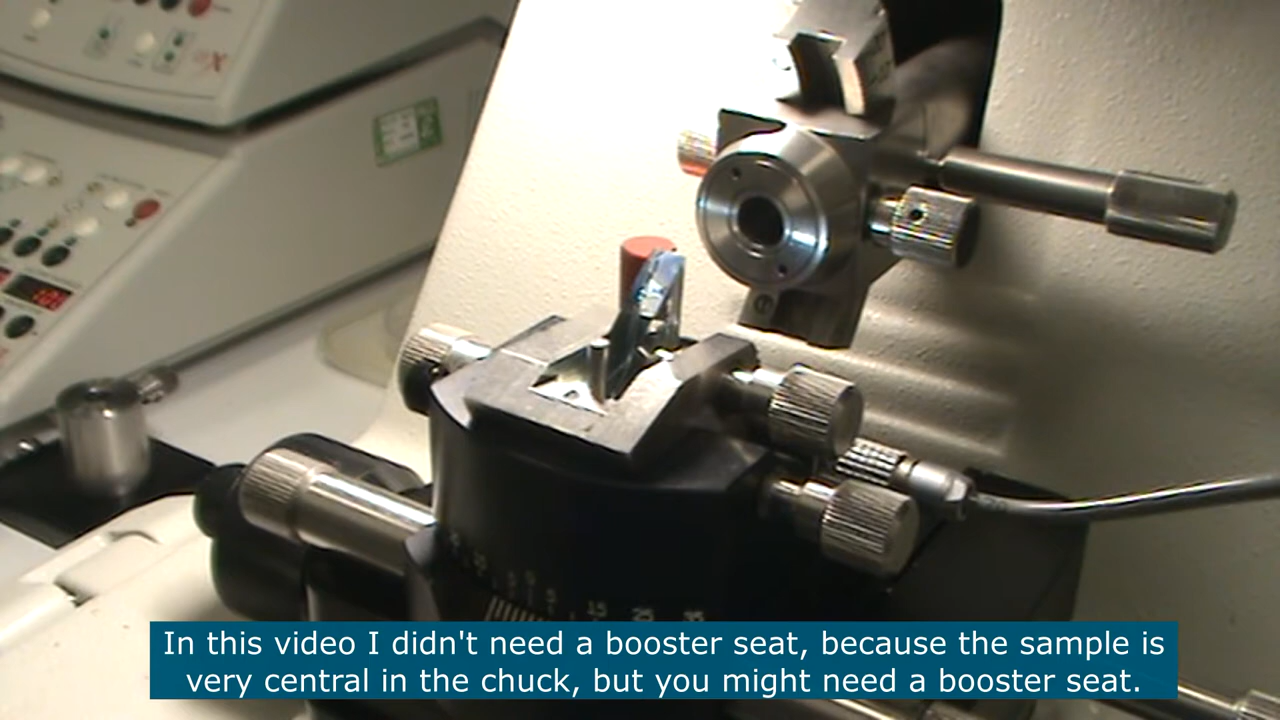 In this video I didn't need a booster seat, because the sample is
very central in the chuck, but you might need a booster seat.